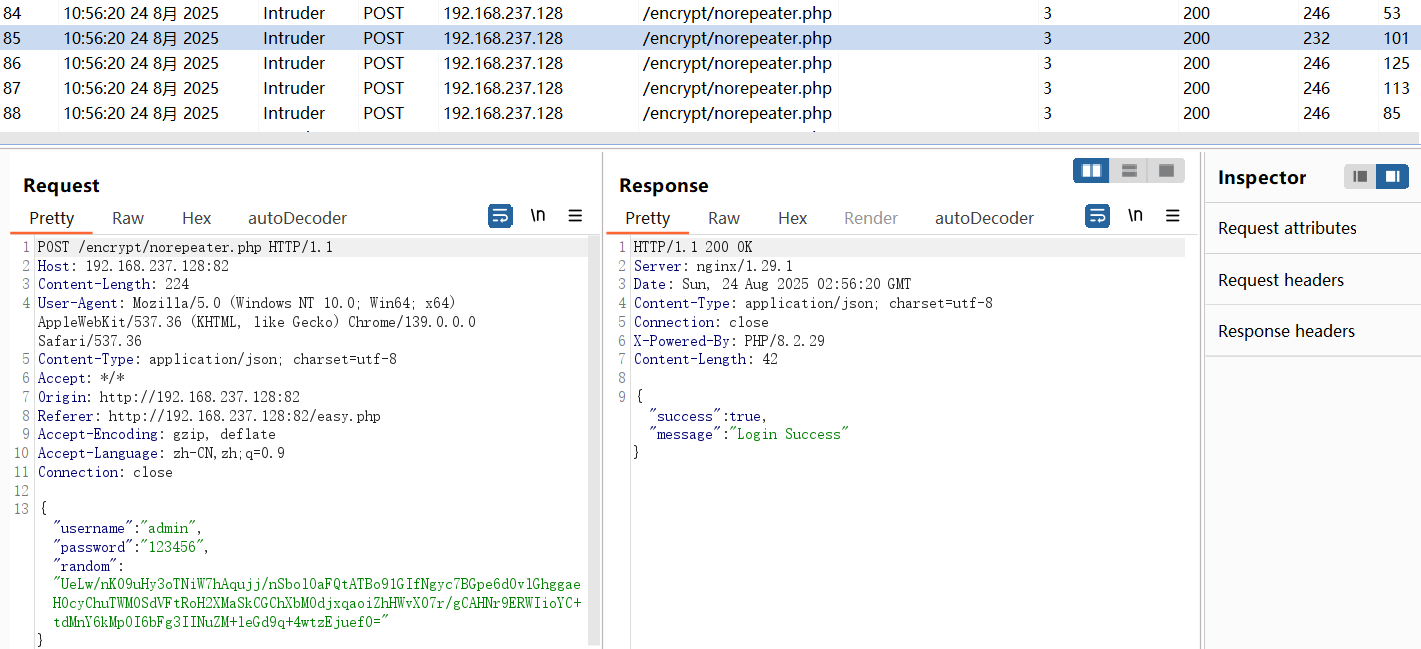 84 10:56:20 24 8月 2025 Intruder POST 192.168.237.128 /encrypt/norepeater.php 3 200 246 53
85 10:56:20 24 8月 2025 Intruder POST 192.168.237.128 /encrypt/norepeater.php 3 200 232 101
86 10:56:20 24 8月 2025 Intruder POST 192.168.237.128 /encrypt/norepeater.php 3 200 246 125
87 10:56:20 24 8月 2025 Intruder POST 192.168.237.128 /encrypt/norepeater.php 3 200 246 113
88 10:56:20 24 8月 2025 Intruder POST 192.168.237.128 /encrypt/norepeater.php 3 200 246 85
Request
Pretty Raw Hex autoDecoder
\n
1 POST /encrypt/norepeater.php HTTP/1.1
2 Host: 192.168.237.128:82
3 Content-Length: 224
4 User-Agent: Mozilla/5.0 (Windows NT 10.0; Win64; x64)
AppleWebKit/537.36 (KHTML, like Gecko) Chrome/139.0.0.0
Safari/537.36
5 Content-Type: application/json; charset=utf-8
6 Accept: */*
7 Origin: http://192.168.237.128:82
8 Referer: http://192.168.237.128:82/easy.php
9 Accept-Encoding: gzip, deflate
10 Accept-Language: zh-CN,zh;q=0.9
11 Connection: close
12
13 {
"username":"admin",
"password":"123456",
"random":
"UeLw/nK09uHy3oTNiW7hAqujj/nSbol0aFQtATBo91GIfNgyc7BGpe6d0vlGhggae
H0cyChuTWM0SdVFtRoH2XMaSkCGChXbM0djxqaoiZhHWvX07r/gCAHNr9ERWIioYC+
tdMnY6kMp0I6bFg3IINuZM+leGd9q+4wtzEjuef0="
}
Response
Pretty Raw Hex Render autoDecoder
\n
1 HTTP/1.1 200 OK
2 Server: nginx/1.29.1
3 Date: Sun, 24 Aug 2025 02:56:20 GMT
4 Content-Type: application/json; charset=utf-8
5 Connection: close
6 X-Powered-By: PHP/8.2.29
7 Content-Length: 42
8
9 {
"success":true,
"message":"Login Success"
}
Inspector
Request attributes
Request headers
Response headers